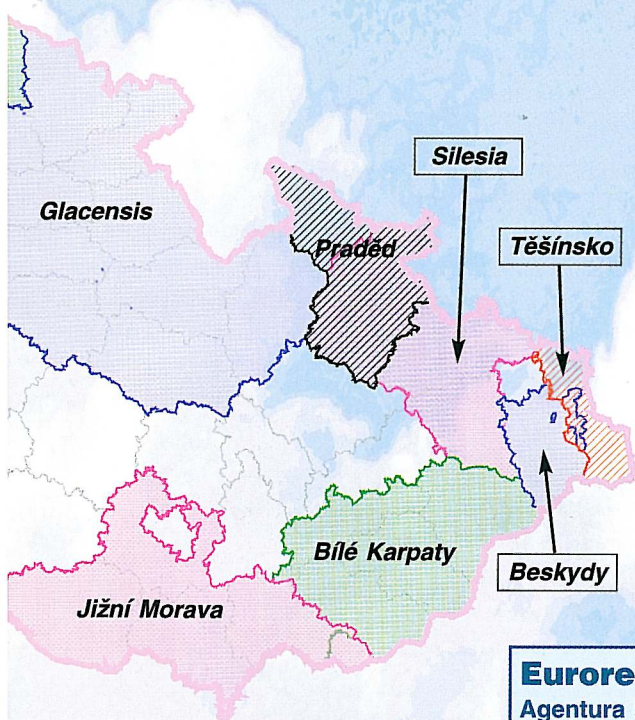 Silesia
Glacensis
Praděd
Těšínsko
Bílé Karpaty
Beskydy
Jižní Morava
Eurore
Agentura